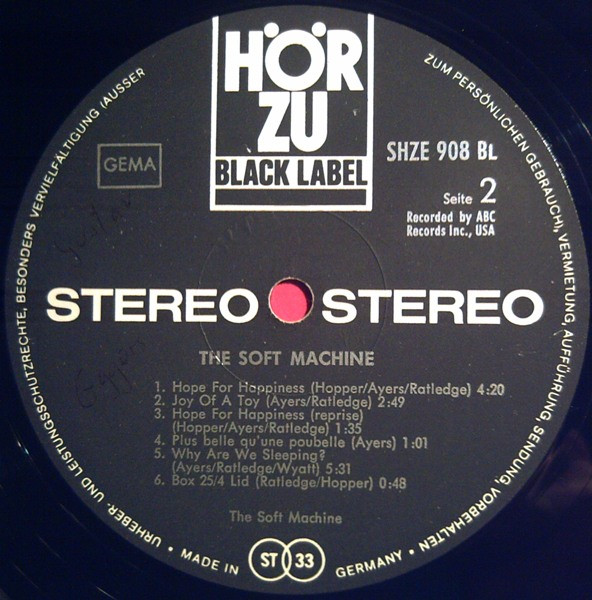 HÖR
ZU
BLACK LABEL
GEMA
SHZE 908 BL
Seite 2
Recorded by ABC
Records Inc., USA
STEREO STEREO
THE SOFT MACHINE
1. Hope For Happiness (Hopper/Ayers/Ratledge) 4:20
2. Joy Of A Toy (Ayers/Ratledge) 2:49
3. Hope For Happiness (reprise)
(Hopper/Ayers/Ratledge) 1:35
4. Plus belle qu'une poubelle (Ayers) 1:01
5. Why Are We Sleeping?
(Ayers/Ratledge/Wyatt) 5:31
6. Box 25/4 Lid (Ratledge/Hopper) 0:48
The Soft Machine
URHEBER- UND LEISTUNGSSCHUTZRECHTE, BESONDERS VERVIELFÄLTIGUNG (AUSSER
ZUM PERSÖNLICHEN GEBRAUCH), VERMIETUNG, AUFFÜHRUNG, SENDUNG, VORBEHALTEN
• MADE IN ST 33 GERMANY •